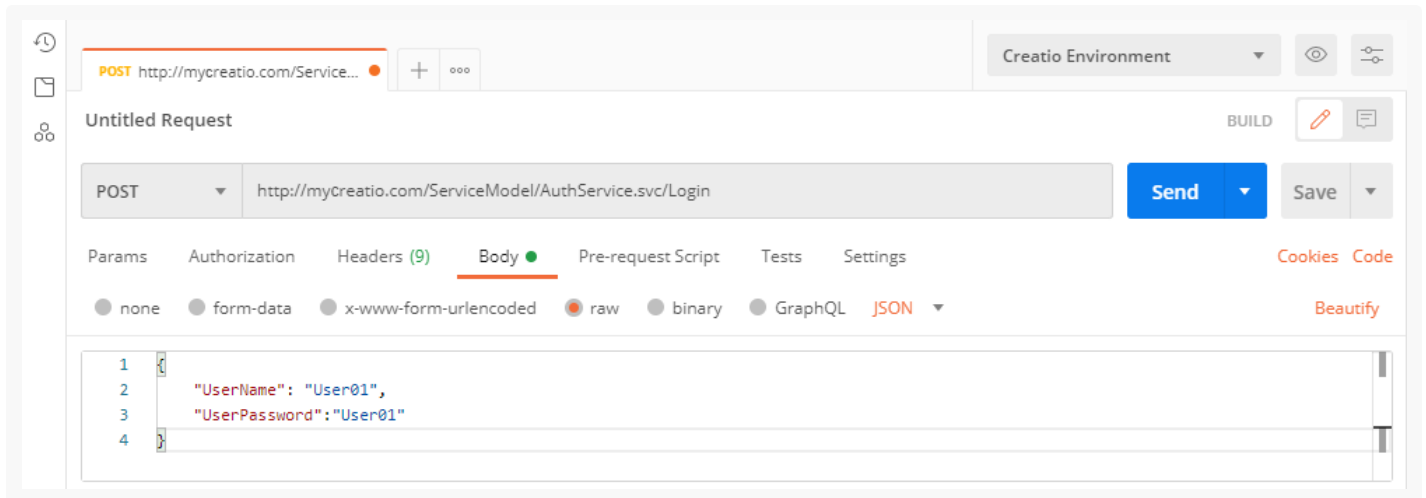 POST http://mycreatio.com/Service...
Creatio Environment
Untitled Request
BUILD
POST http://mycreatio.com/ServiceModel/AuthService.svc/Login Send Save
Params Authorization Headers (9) Body Pre-request Script Tests Settings Cookies Code
none form-data x-www-form-urlencoded raw binary GraphQL JSON Beautify
1 {
2 "UserName": "User01",
3 "UserPassword":"User01"
4 }